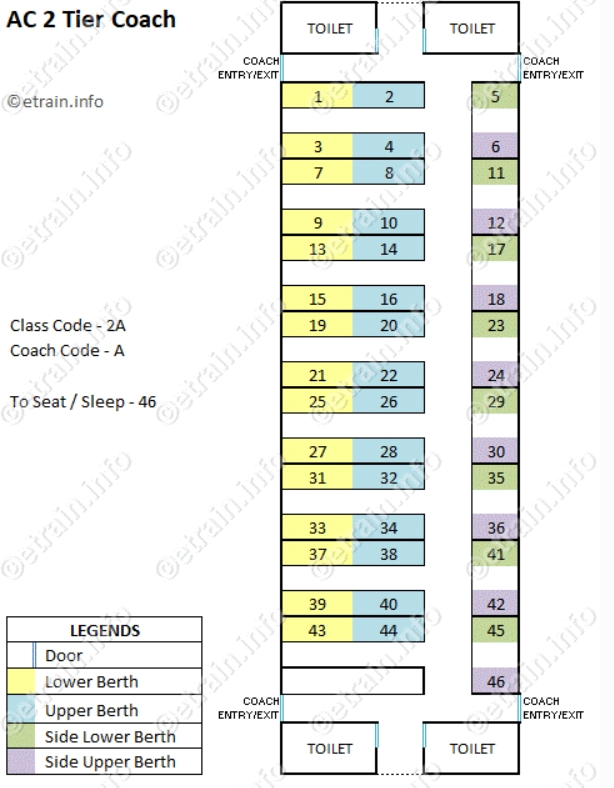 AC 2 Tier Coach
©etrain.info
TOILET TOILET
COACH ENTRY/EXIT
COACH ENTRY/EXIT
1 2 5
3 4 6
7 8 11
9 10 12
13 14 17
15 16 18
19 20 23
21 22 24
25 26 29
27 28 30
31 32 35
33 34 36
37 38 41
39 40 42
43 44 45
46
Class Code - 2A
Coach Code - A
To Seat / Sleep - 46
LEGENDS
Door
Lower Berth
Upper Berth
Side Lower Berth
Side Upper Berth
COACH ENTRY/EXIT
COACH ENTRY/EXIT
TOILET TOILET
©etrain.info